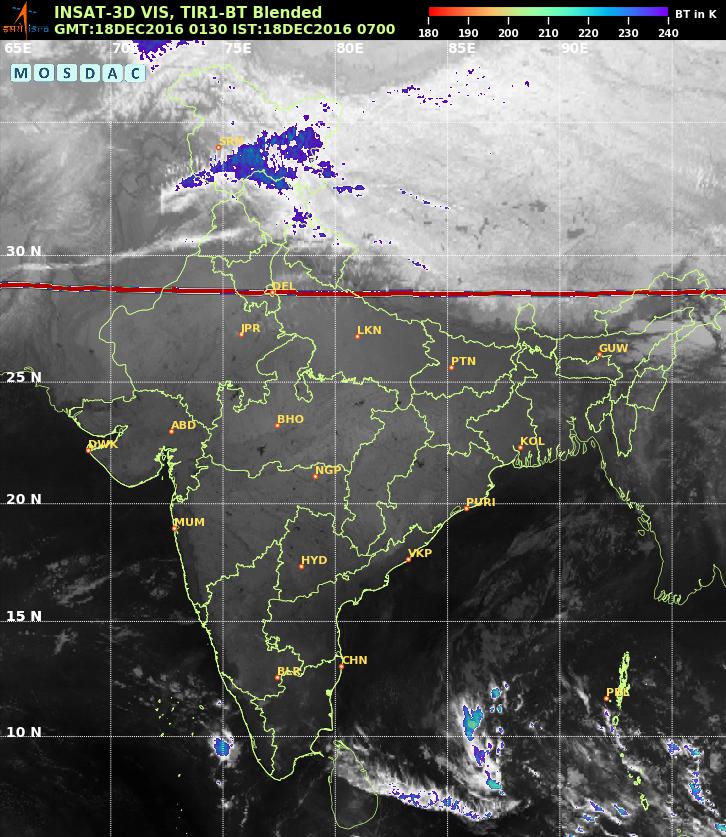 INSAT-3D VIS, TIR1-BT Blended
GMT:18DEC2016 0130 IST:18DEC2016 0700
BT in K
180 190 200 210 220 230 240
65E 70E 75E 80E 85E 90E
MOSDAC
SRN
30 N
DEL
JPR LKN
GUW
PTN
25 N
ABD BHO
DWK KOL
NGP
20 N PURI
MUM
VKP
HYD
15 N
CHN
BLR
PBL
10 N